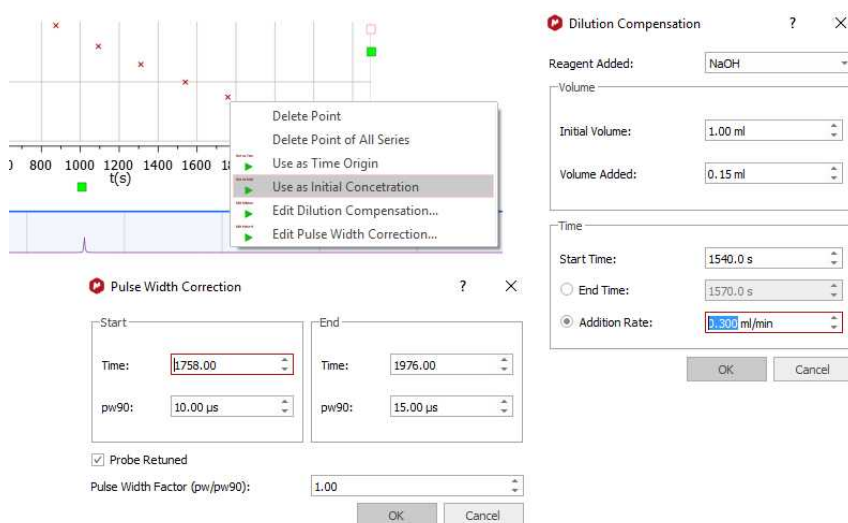 Delete Point
Delete Point of All Series
Use as Time Origin
Use as Initial Concetration
Edit Dilution Compensation...
Edit Pulse Width Correction...
800 1000 1200 1400 1600
t(s)
Dilution Compensation ? X
Reagent Added: NaOH
Volume
Initial Volume: 1.00 ml
Volume Added: 0.15 ml
Time
Start Time: 1540.0 s
End Time: 1570.0 s
Addition Rate: 0.300 ml/min
OK Cancel
Pulse Width Correction ? X
Start End
Time: 1758.00 Time: 1976.00
pw90: 10.00 µs pw90: 15.00 µs
Probe Retuned
Pulse Width Factor (pw/pw90): 1.00
OK Cancel